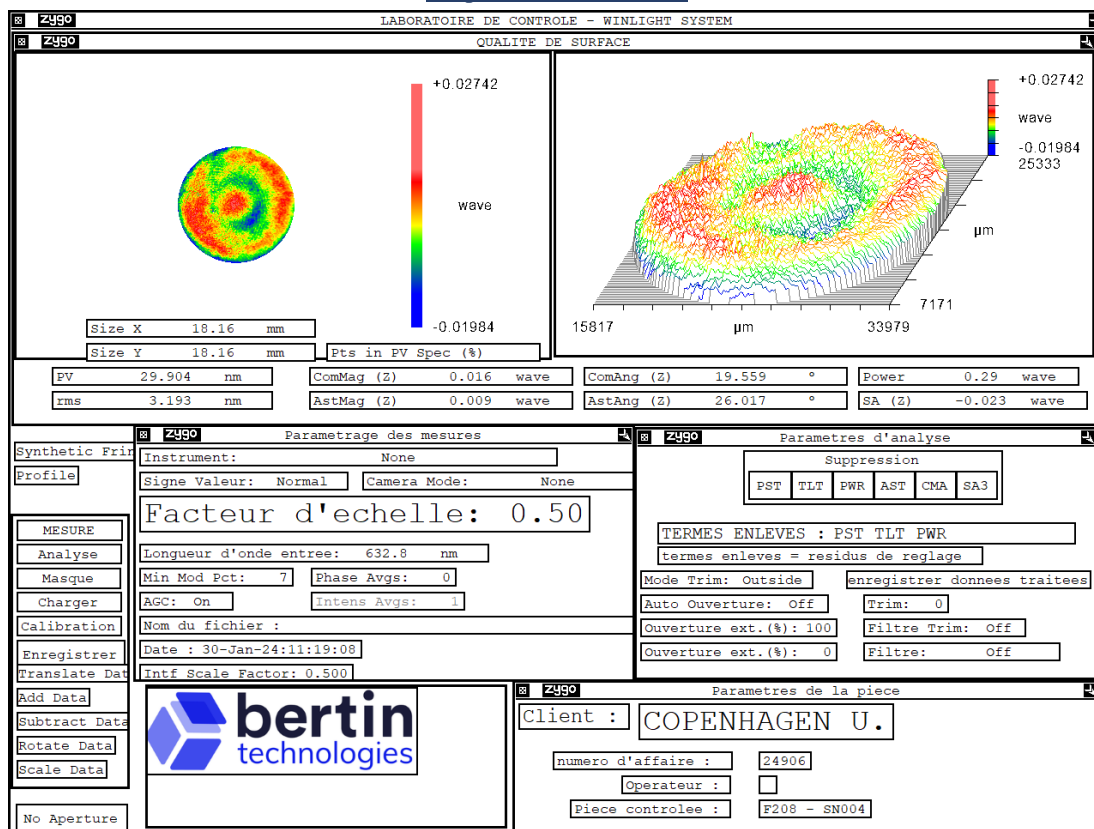 zygo LABORATOIRE DE CONTROLE - WINLIGHT SYSTEM
zygo QUALITE DE SURFACE
+0.02742
wave
-0.01984
+0.02742
wave
-0.01984
25333
µm
7171
15817 µm 33979
Size X 18.16 mm
Size Y 18.16 mm Pts in PV Spec (%)
PV 29.904 nm ComMag (Z) 0.016 wave ComAng (Z) 19.559 ° Power 0.29 wave
rms 3.193 nm AstMag (Z) 0.009 wave AstAng (Z) 26.017 ° SA (Z) -0.023 wave
Synthetic Frin
Profile
MESURE
Analyse
Masque
Charger
Calibration
Enregistrer
Translate Dat
Add Data
Subtract Data
Rotate Data
Scale Data
No Aperture
zygo Parametrage des mesures
Instrument: None
Signe Valeur: Normal Camera Mode: None
Facteur d'echelle: 0.50
Longueur d'onde entree: 632.8 nm
Min Mod Pct: 7 Phase Avgs: 0
AGC: On Intens Avgs: 1
Nom du fichier :
Date : 30-Jan-24:11:19:08
Intf Scale Factor: 0.500
zygo Parametres d'analyse
Suppression
PST TLT PWR AST CMA SA3
TERMES ENLEVES : PST TLT PWR
termes enleves = residus de reglage
Mode Trim: Outside enregistrer donnees traitees
Auto Ouverture: Off Trim: 0
Ouverture ext.(%): 100 Filtre Trim: Off
Ouverture ext.(%): 0 Filtre: Off
bertin
technologies
zygo Parametres de la piece
Client : COPENHAGEN U.
numero d'affaire : 24906
Operateur :
Piece controlee : F208 - SN004